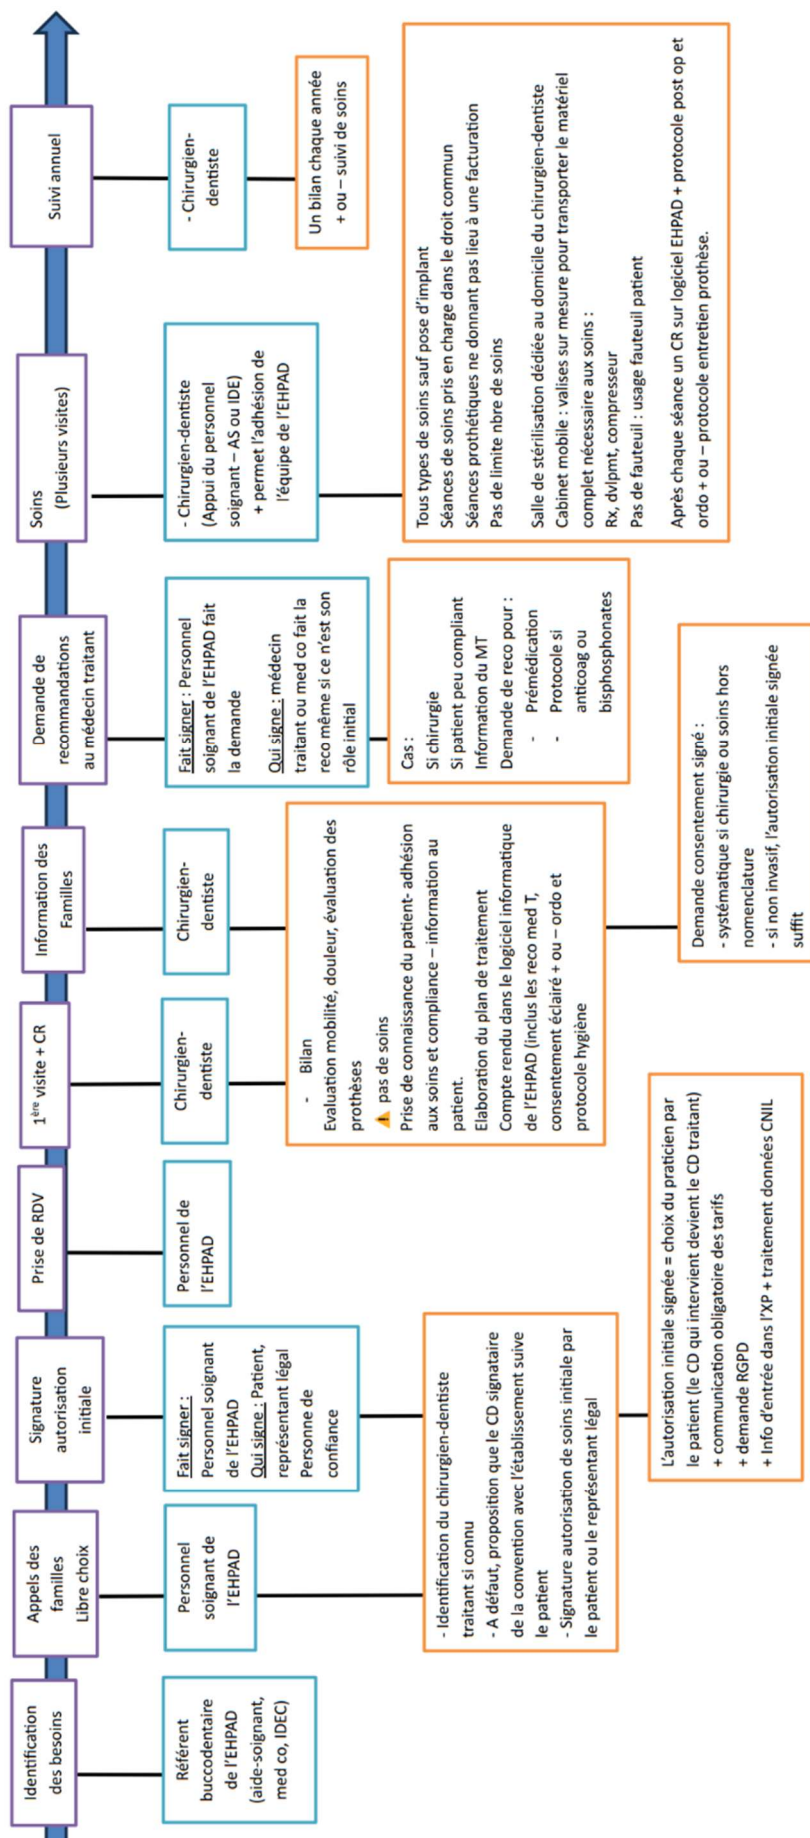 Identification
des besoins
Appels des
familles
Libre choix
Signature
autorisation
initiale
Prise de RDV
1ère visite + CR
Information des
Familles
Demande de
recommandations
au médecin traitant
Soins
(Plusieurs visites)
Suivi annuel
Référent
buccodentaire
de l'EHPAD
(aide-soignant,
med co, IDEC)
Personnel
soignant de
l'EHPAD
Fait signer :
Personnel soignant
de l'EHPAD
Qui signe : Patient,
représentant légal
Personne de
confiance
Personnel de
l'EHPAD
Chirurgien-
dentiste
Chirurgien-
dentiste
Fait signer : Personnel
soignant de l'EHPAD fait
la demande
Qui signe : médecin
traitant ou med co fait la
reco même si ce n'est son
rôle initial
- Chirurgien-dentiste
(Appui du personnel
soignant – AS ou IDE)
+ permet l'adhésion de
l'équipe de l'EHPAD
- Chirurgien-
dentiste
- Identification du chirurgien-dentiste
traitant si connu
- A défaut, proposition que le CD signataire
de la convention avec l'établissement suive
le patient
- Signature autorisation de soins initiale par
le patient ou le représentant légal
- Bilan
Evaluation mobilité, douleur, évaluation des
prothèses
⚠ pas de soins
Prise de connaissance du patient- adhésion
aux soins et compliance – information au
patient.
Elaboration du plan de traitement
Compte rendu dans le logiciel informatique
de l'EHPAD (inclus les reco med T,
consentement éclairé + ou – ordo et
protocole hygiène
Cas :
Si chirurgie
Si patient peu compliant
Information du MT
Demande de reco pour :
- Prémédication
- Protocole si
anticoag ou
bisphosphonates
Tous types de soins sauf pose d'implant
Séances de soins pris en charge dans le droit commun
Séances prothétiques ne donnant pas lieu à une facturation
Pas de limite nbre de soins
Salle de stérilisation dédiée au domicile du chirurgien-dentiste
Cabinet mobile : valises sur mesure pour transporter le matériel
complet nécessaire aux soins :
Rx, dvlpmt, compresseur
Pas de fauteuil : usage fauteuil patient
Après chaque séance un CR sur logiciel EHPAD + protocole post op et
ordo + ou – protocole entretien prothèse.
Un bilan chaque année
+ ou – suivi de soins
L'autorisation initiale signée = choix du praticien par
le patient (le CD qui intervient devient le CD traitant)
+ communication obligatoire des tarifs
+ demande RGPD
+ Info d'entrée dans l'XP + traitement données CNIL
Demande consentement signé :
- systématique si chirurgie ou soins hors
nomenclature
- si non invasif, l'autorisation initiale signée
suffit